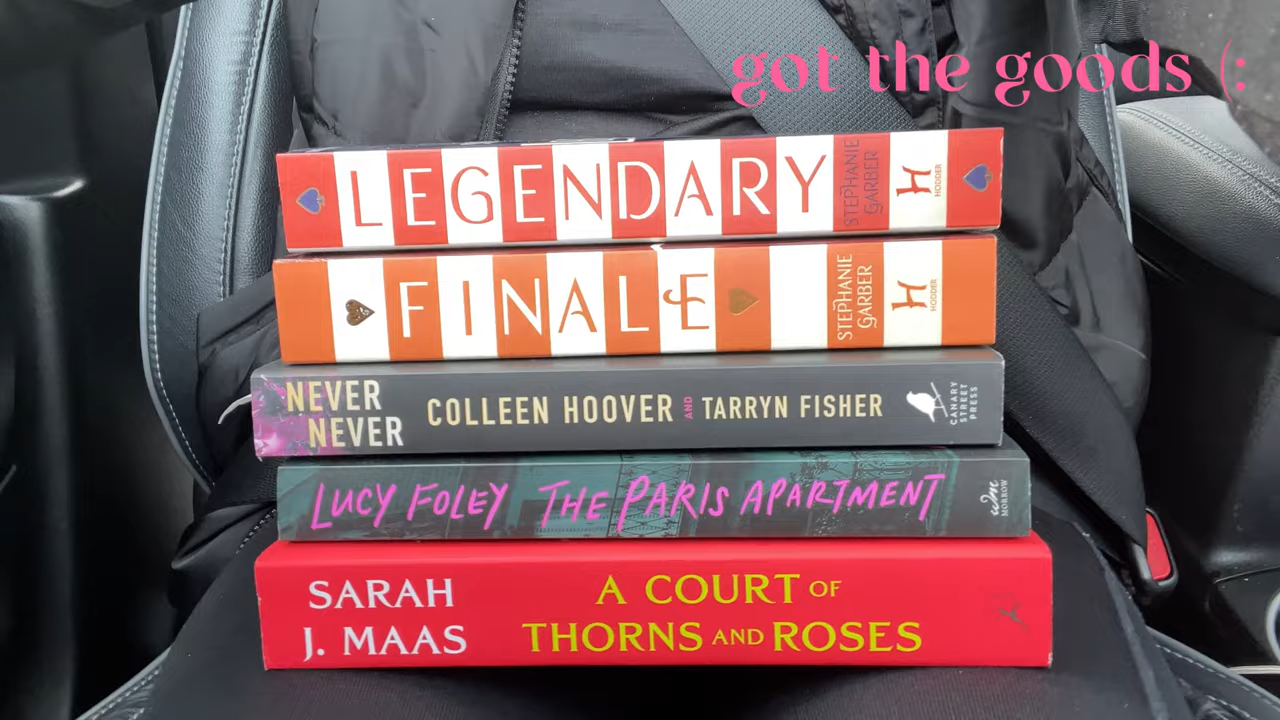 got the goods (:
LEGENDARY
STEPHANIE
GARBER
HODDER
FINALE
STEPHANIE
GARBER
HODDER
NEVER
NEVER
COLLEEN HOOVER AND TARRYN FISHER
CANARY
STREET
PRESS
LUCY FOLEY THE PARIS APARTMENT
wm
MORROW
SARAH
J. MAAS
A COURT OF
THORNS AND ROSES